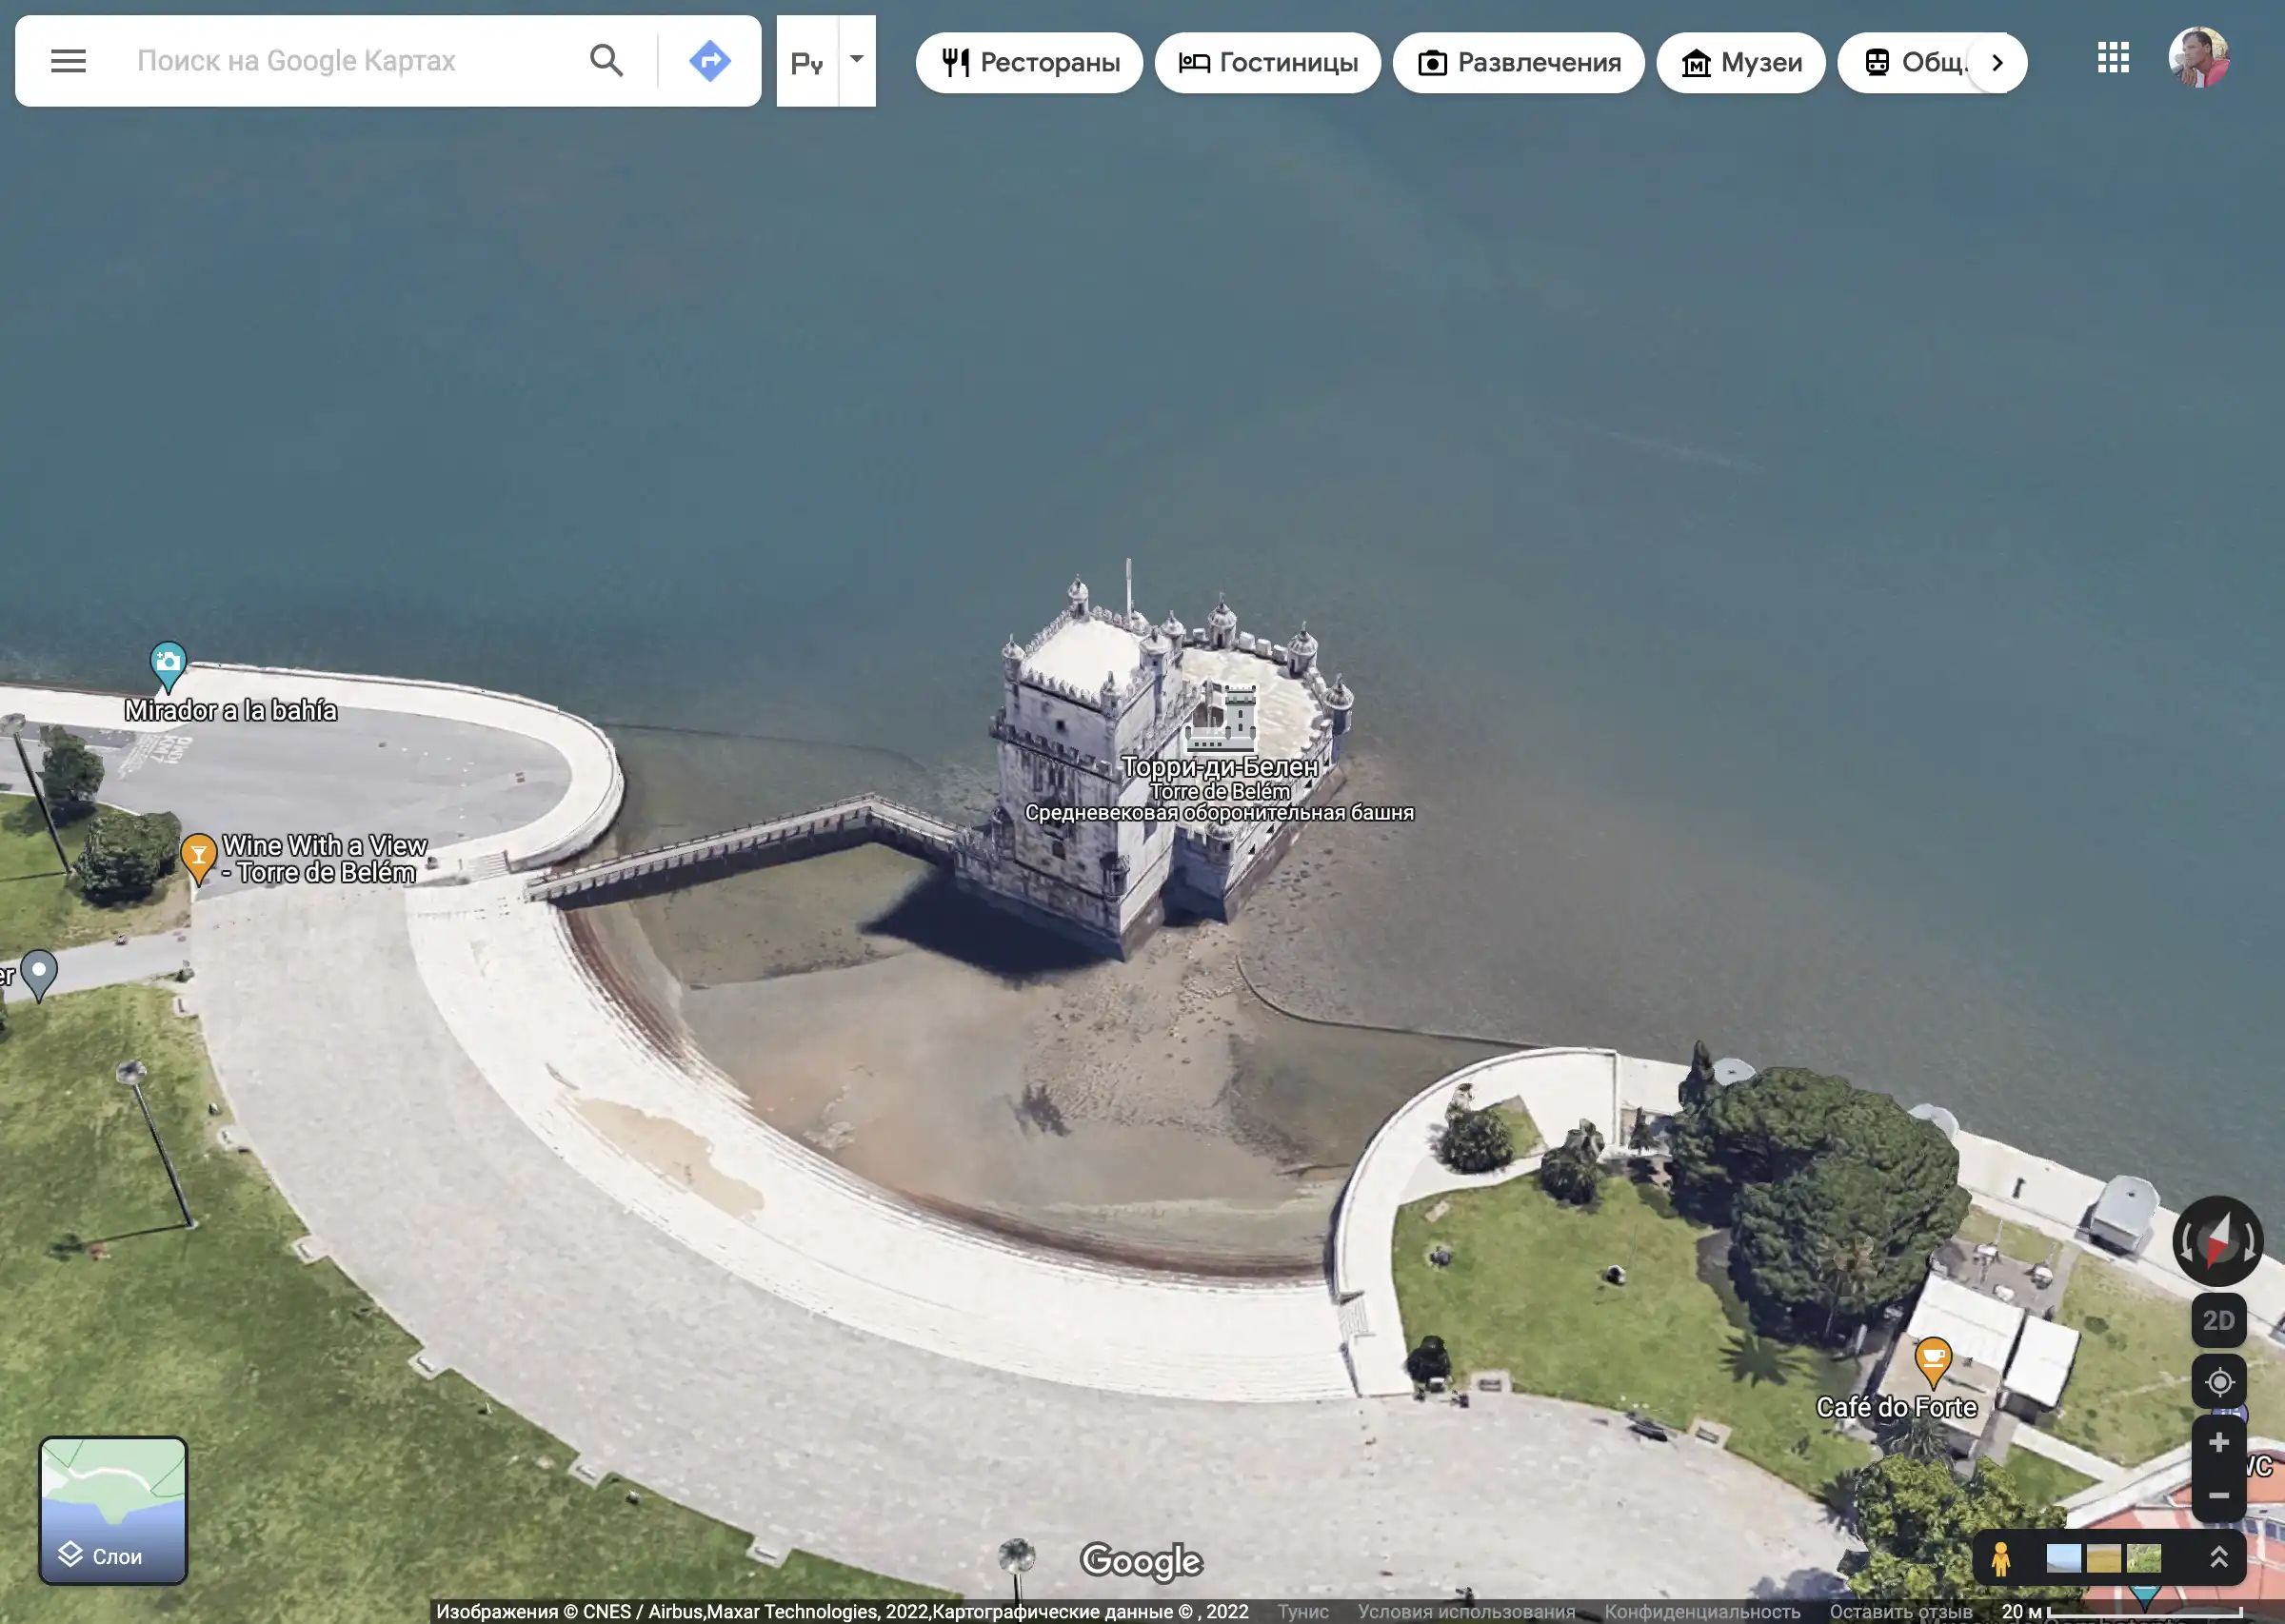 Поиск на Google Картах
Ру
Рестораны
Гостиницы
Развлечения
Музеи
Общ.
Mirador a la bahía
Торри-ди-Белен
Torre de Belém
Средневековая оборонительная башня
Wine With a View
- Torre de Belém
er
2D
Café do Forte
WC
Слои
Google
Изображения © CNES / Airbus,Maxar Technologies, 2022,Картографические данные © , 2022 Тунис Условия использования Конфиденциальность Оставить отзыв 20 м